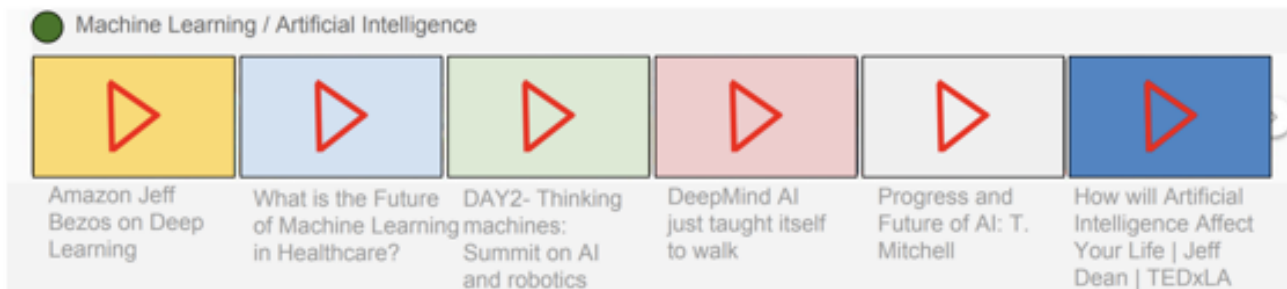 Machine Learning / Artificial Intelligence
Amazon Jeff
Bezos on Deep
Learning
What is the Future
of Machine Learning
in Healthcare?
DAY2- Thinking
machines:
Summit on AI
and robotics
DeepMind AI
just taught itself
to walk
Progress and
Future of AI: T.
Mitchell
How will Artificial
Intelligence Affect
Your Life | Jeff
Dean | TEDxLA